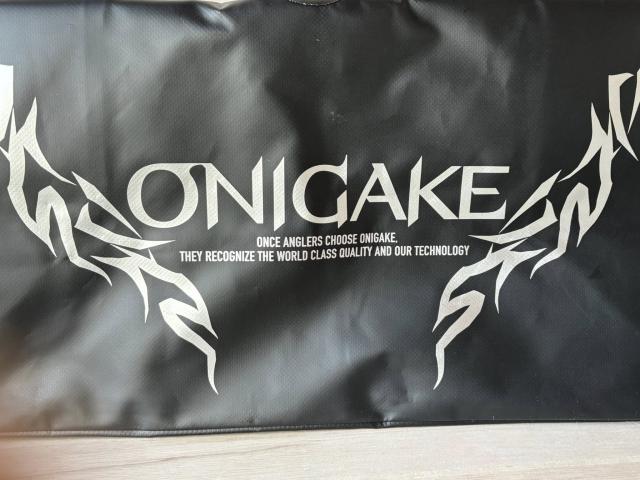 ONIGAKE
ONCE ANGLERS CHOOSE ONIGAKE,
THEY RECOGNIZE THE WORLD CLASS QUALITY AND OUR TECHNOLOGY